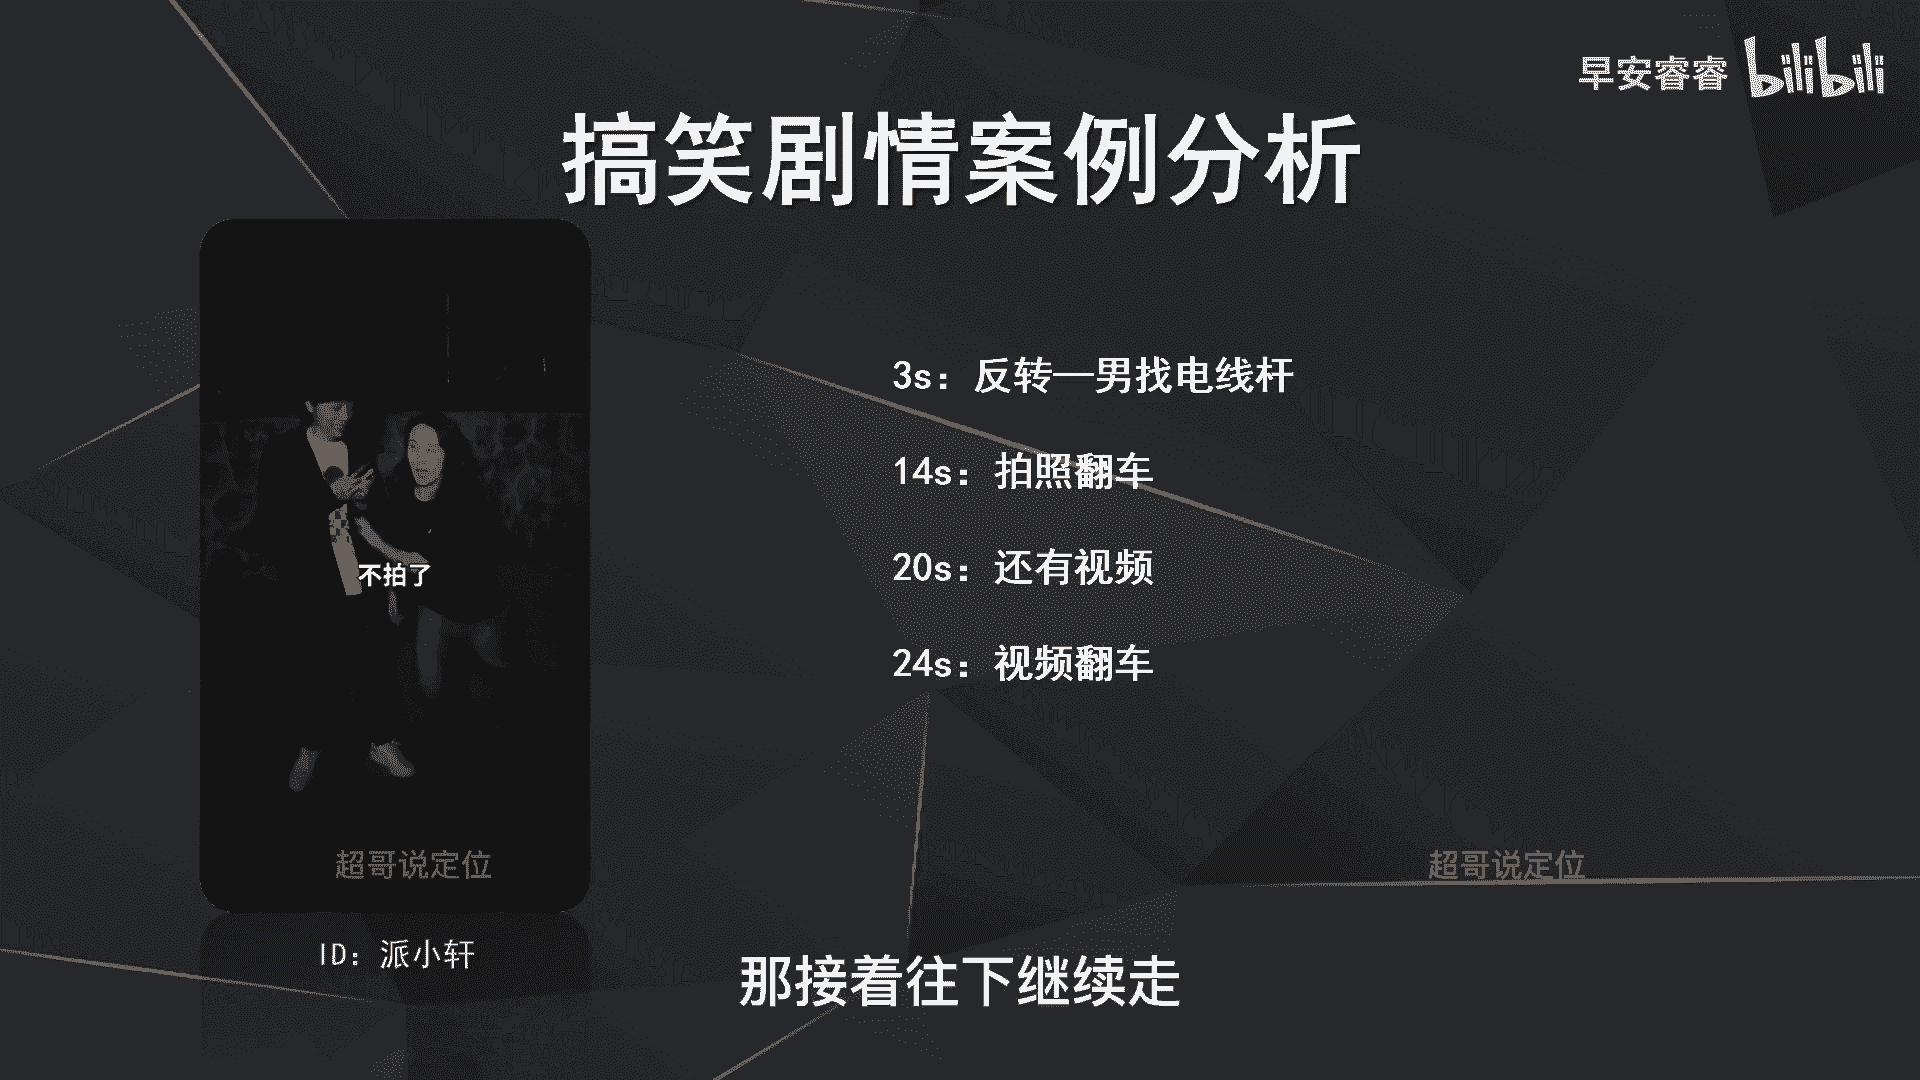 早安睿睿 bilibili
搞笑剧情案例分析
3s：反转—男找电线杆
14s：拍照翻车
20s：还有视频
24s：视频翻车
不拍了
超哥说定位
超哥说定位
ID：派小轩
那接着往下继续走